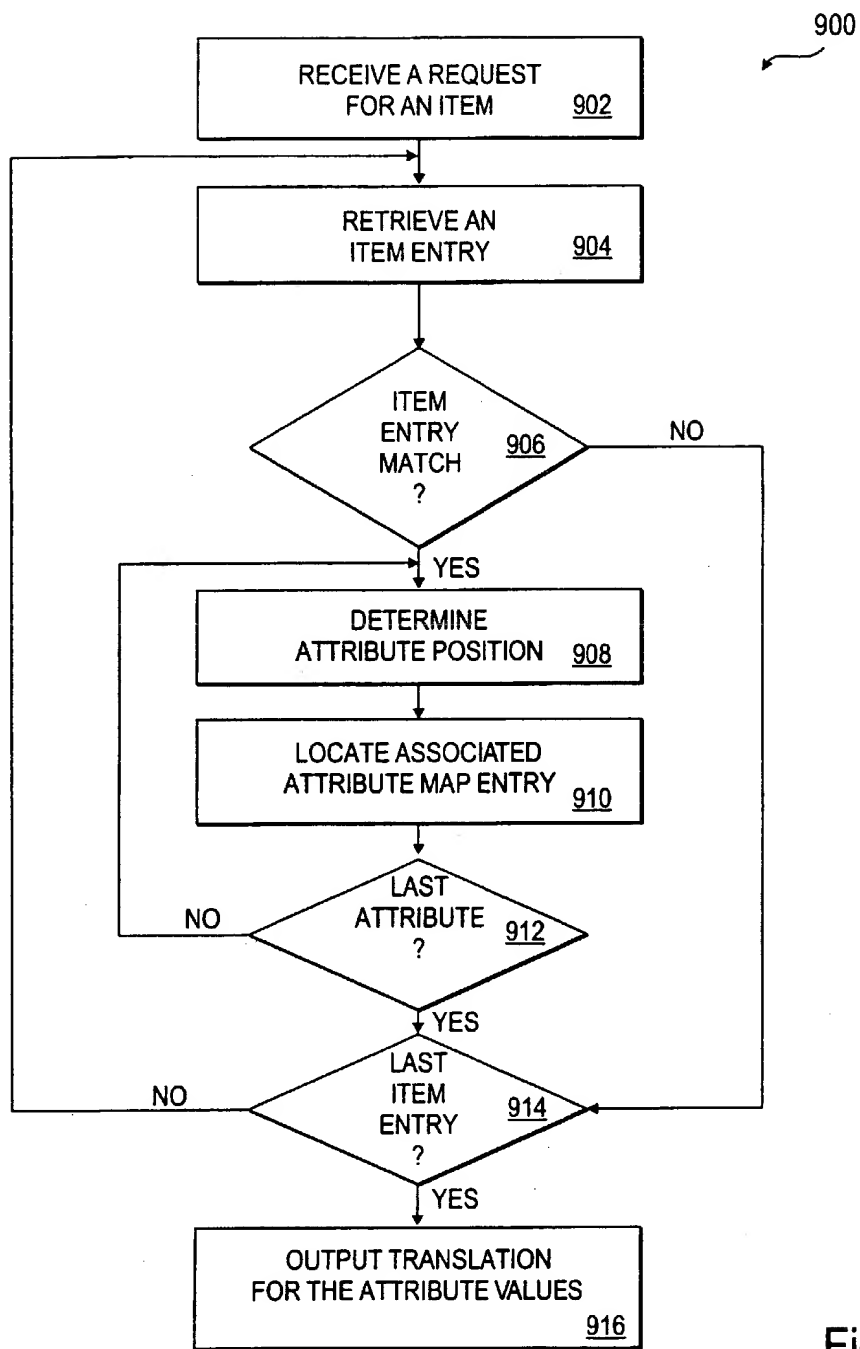 900
RECEIVE A REQUEST
FOR AN ITEM
902
RETRIEVE AN
ITEM ENTRY
904
ITEM
ENTRY
MATCH
?
906
NO
YES
DETERMINE
ATTRIBUTE POSITION
908
LOCATE ASSOCIATED
ATTRIBUTE MAP ENTRY
910
LAST
ATTRIBUTE
?
912
NO
YES
LAST
ITEM
ENTRY
?
914
NO
YES
OUTPUT TRANSLATION
FOR THE ATTRIBUTE VALUES
916